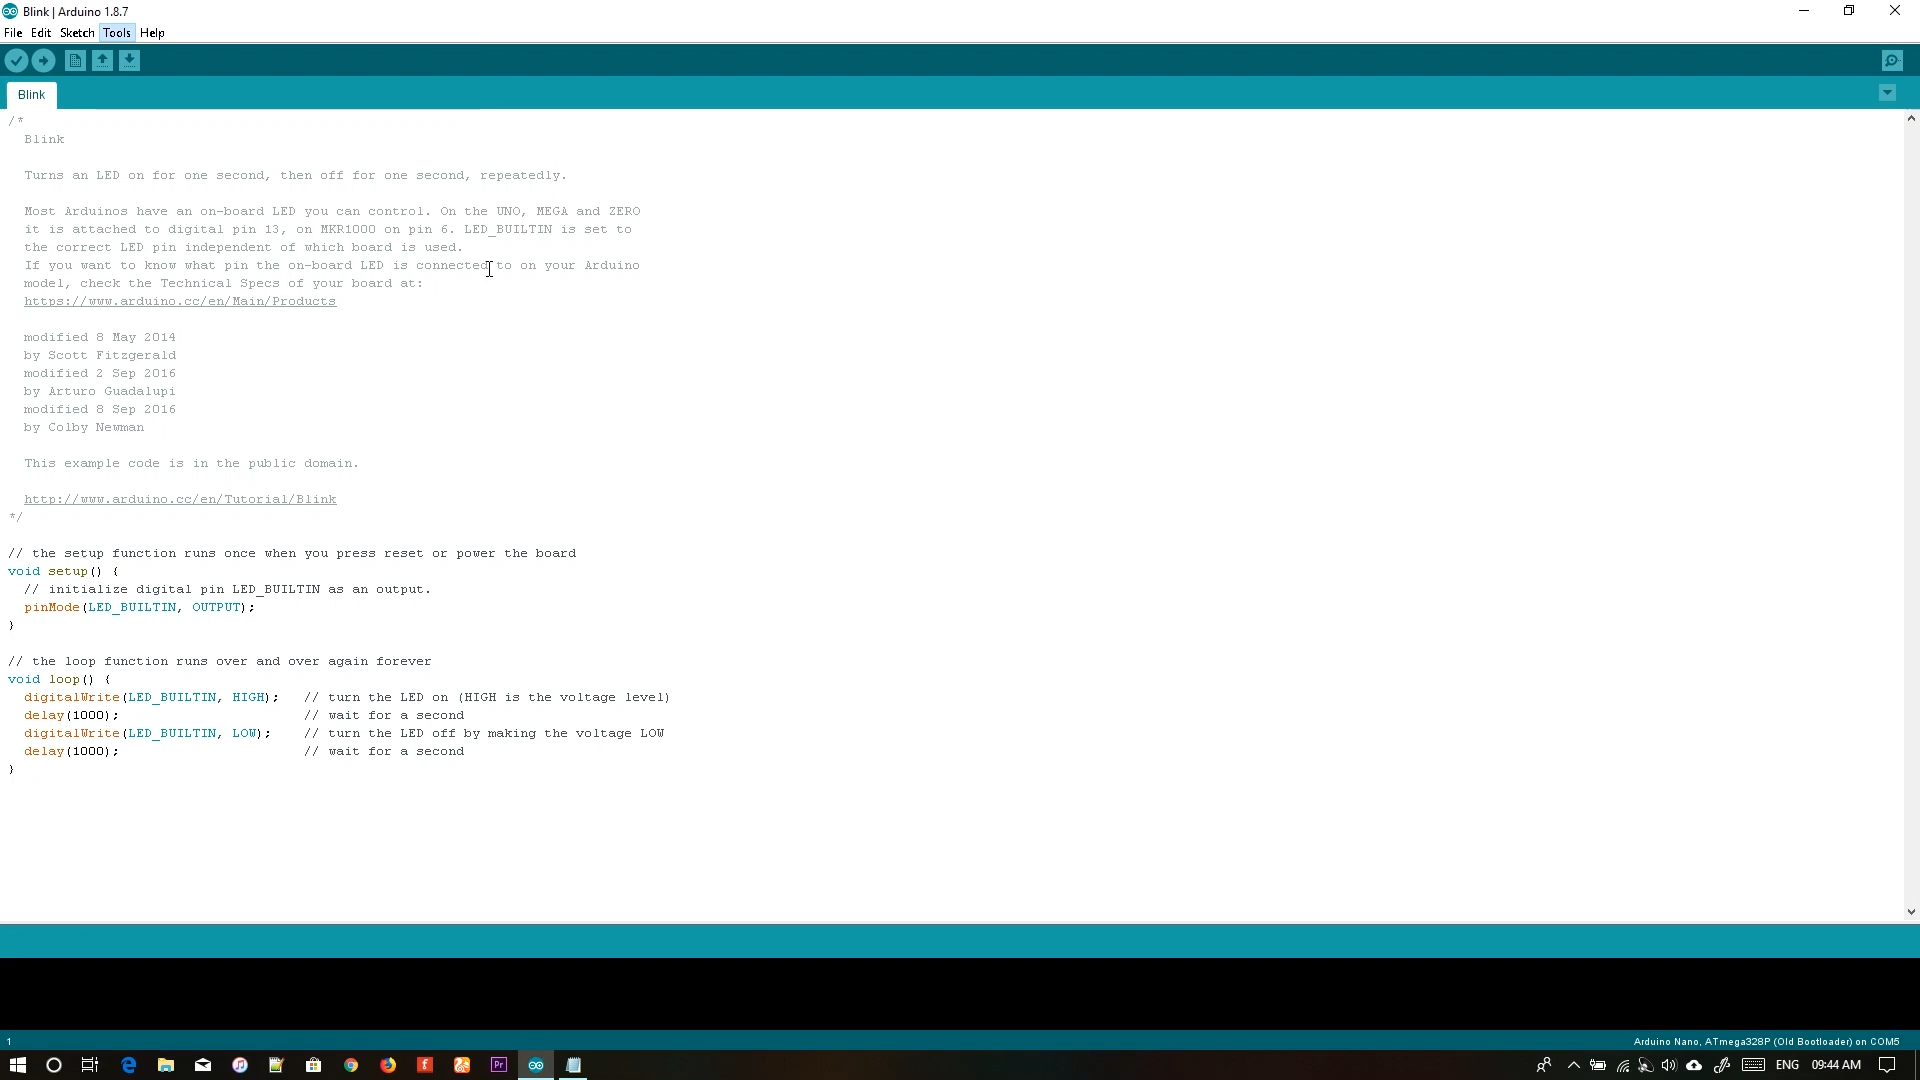 Blink | Arduino 1.8.7
File Edit Sketch Tools Help
Blink
/*
Blink
Turns an LED on for one second, then off for one second, repeatedly.
Most Arduinos have an on-board LED you can control. On the UNO, MEGA and ZERO
it is attached to digital pin 13, on MKR1000 on pin 6. LED_BUILTIN is set to
the correct LED pin independent of which board is used.
If you want to know what pin the on-board LED is connected to on your Arduino
model, check the Technical Specs of your board at:
https://www.arduino.cc/en/Main/Products
modified 8 May 2014
by Scott Fitzgerald
modified 2 Sep 2016
by Arturo Guadalupi
modified 8 Sep 2016
by Colby Newman
This example code is in the public domain.
http://www.arduino.cc/en/Tutorial/Blink
*/
// the setup function runs once when you press reset or power the board
void setup() {
// initialize digital pin LED_BUILTIN as an output.
pinMode(LED_BUILTIN, OUTPUT);
}
// the loop function runs over and over again forever
void loop() {
digitalWrite(LED_BUILTIN, HIGH); // turn the LED on (HIGH is the voltage level)
delay(1000); // wait for a second
digitalWrite(LED_BUILTIN, LOW); // turn the LED off by making the voltage LOW
delay(1000); // wait for a second
}
1 Arduino Nano, ATmega328P (Old Bootloader) on COM5
Pr ENG 09:44 AM